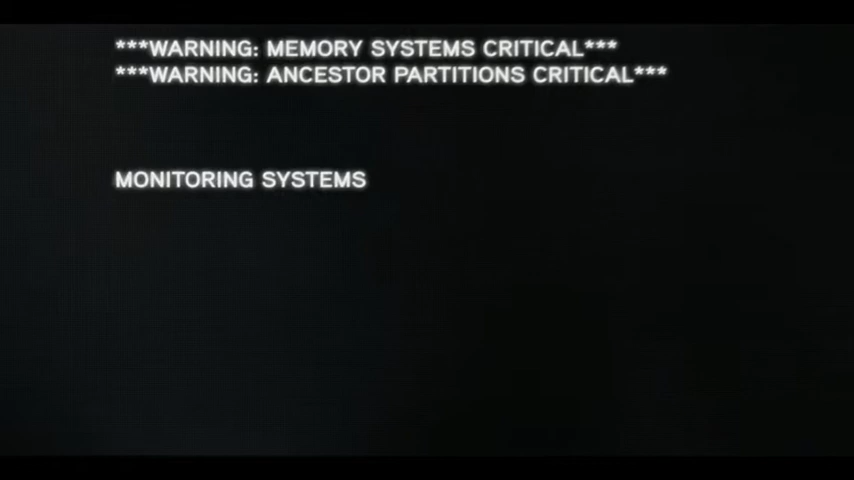 ***WARNING: MEMORY SYSTEMS CRITICAL***
***WARNING: ANCESTOR PARTITIONS CRITICAL***
MONITORING SYSTEMS